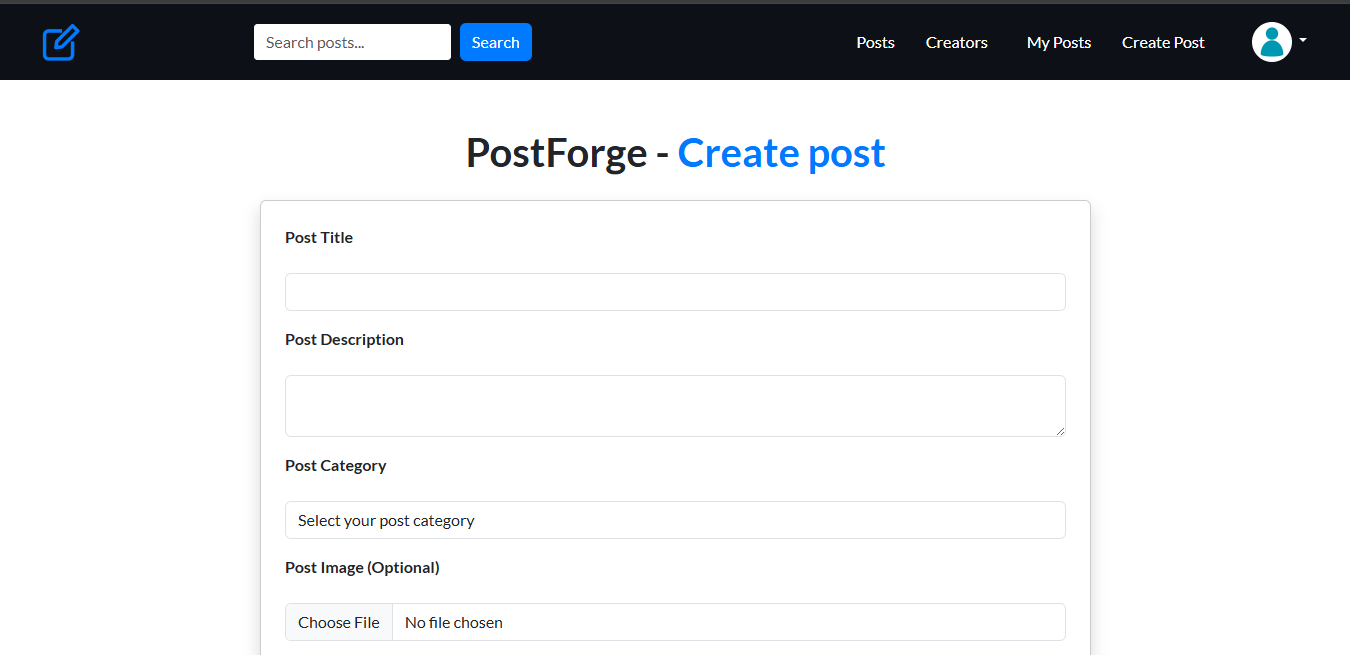 Search posts... Search Posts Creators My Posts Create Post
PostForge - Create post
Post Title
Post Description
Post Category
Select your post category
Post Image (Optional)
Choose File No file chosen